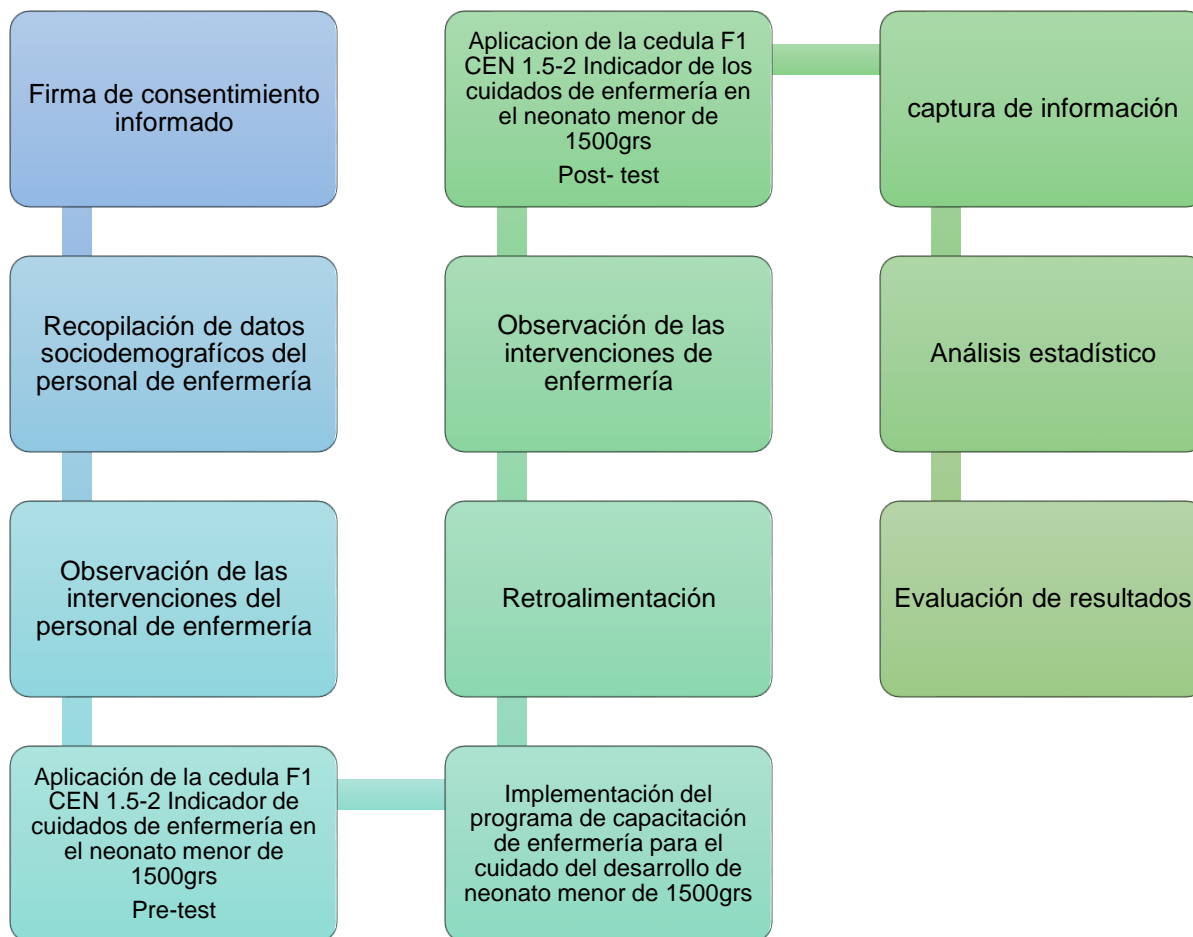 Firma de consentimiento
informado
Recopilación de datos
sociodemografícos del
personal de enfermería
Observación de las
intervenciones del
personal de enfermería
Aplicación de la cedula F1
CEN 1.5-2 Indicador de
cuidados de enfermería en
el neonato menor de
1500grs
Pre-test
Implementación del
programa de capacitación
de enfermería para el
cuidado del desarrollo de
neonato menor de 1500grs
Retroalimentación
Observación de las
intervenciones de
enfermería
Aplicacion de la cedula F1
CEN 1.5-2 Indicador de los
cuidados de enfermería en
el neonato menor de
1500grs
Post- test
captura de información
Análisis estadístico
Evaluación de resultados